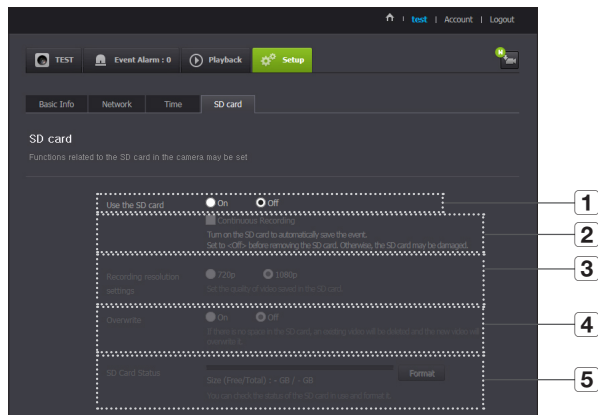 test | Account | Logout
TEST
Event Alarm : 0
Playback
Setup
N
Basic Info
Network
Time
SD card
SD card
Functions related to the SD card in the camera may be set
Use the SD card
On
Off
1
Continuous Recording
Turn on the SD card to automatically save the event.
Set to <Off> before removing the SD card. Otherwise, the SD card may be damaged.
2
Recording resolution
settings
720p
1080p
Set the quality of video saved in the SD card.
3
Overwrite
On
Off
If there is no space in the SD card, an existing video will be deleted and the new video will
overwrite it.
4
SD Card Status
Format
Size (Free/Total) : - GB / - GB
You can check the status of the SD card in use and format it.
5